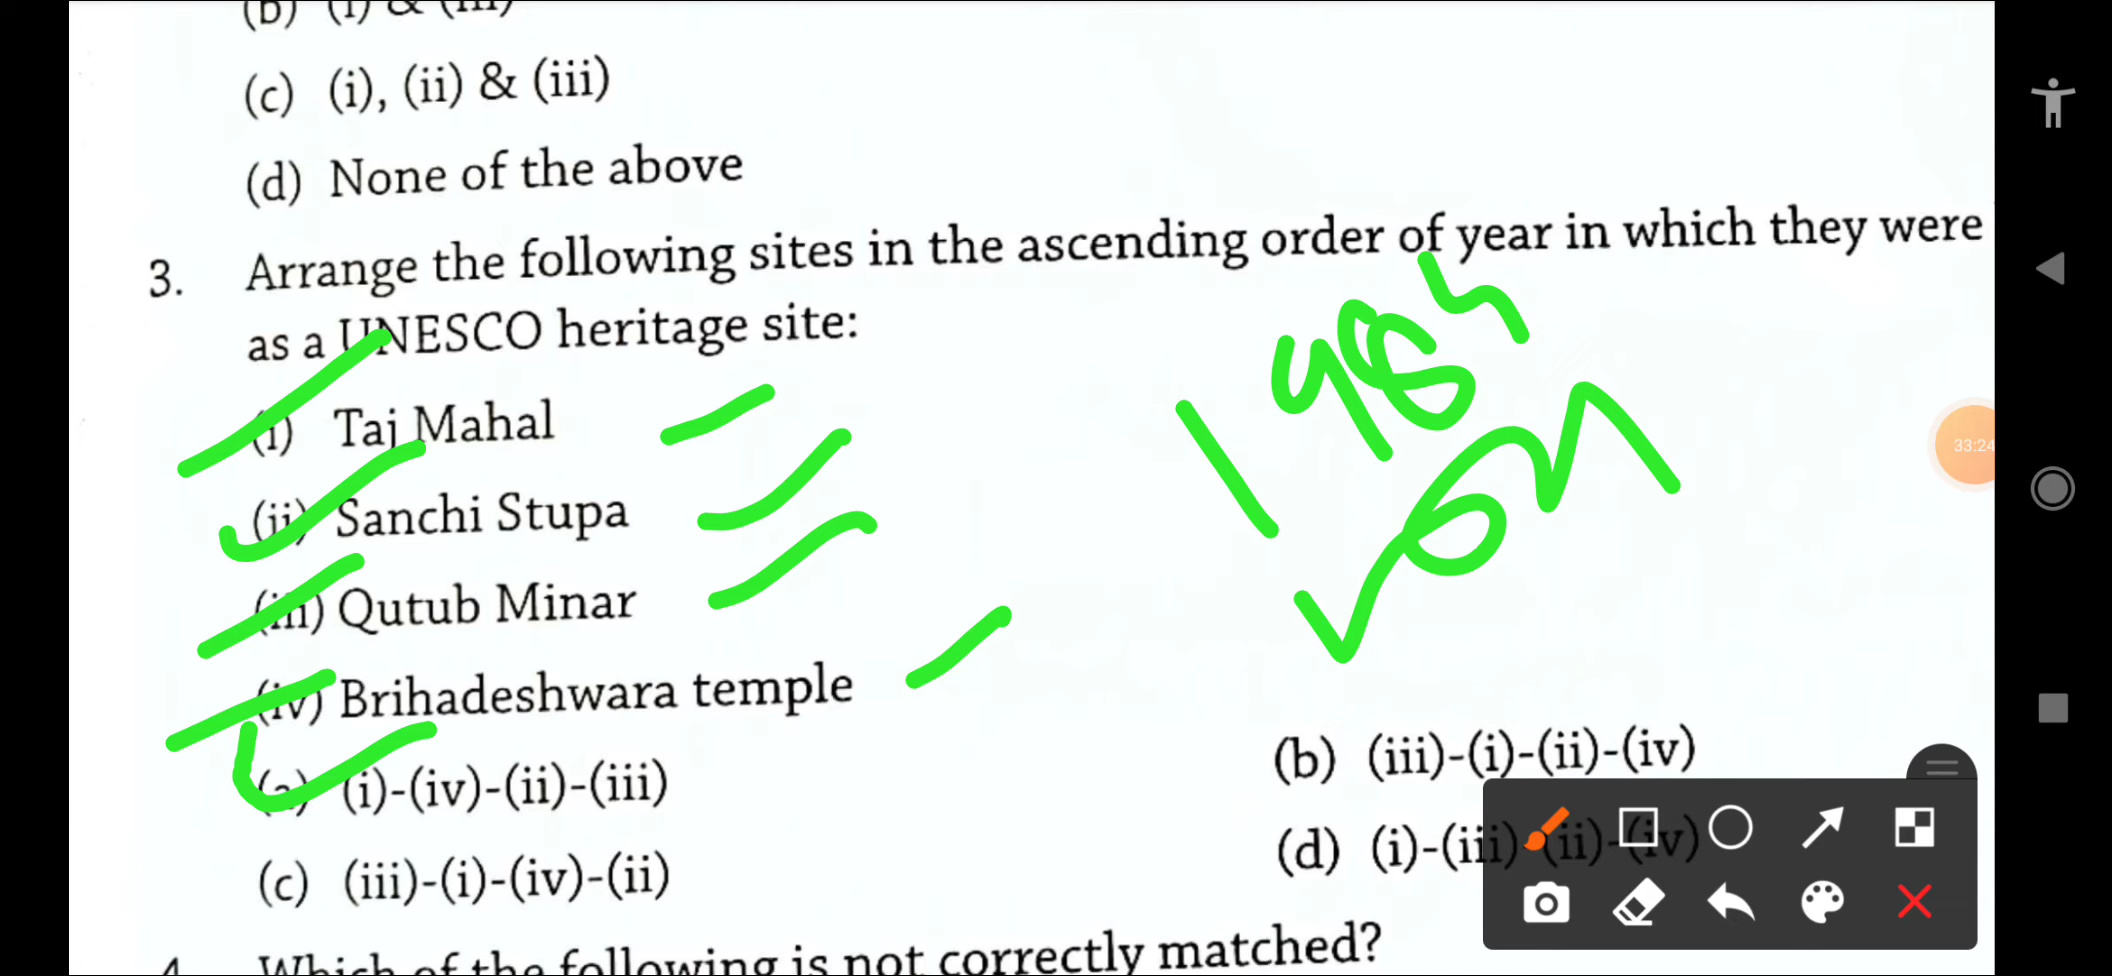 (b) (i) & (iii)
(c) (i), (ii) & (iii)
(d) None of the above
3. Arrange the following sites in the ascending order of year in which they were
as a UNESCO heritage site:
(i) Taj Mahal
1985
(ii) Sanchi Stupa
(iii) Qutub Minar
(iv) Brihadeshwara temple
(a) (i)-(iv)-(ii)-(iii)
(b) (iii)-(i)-(ii)-(iv)
(c) (iii)-(i)-(iv)-(ii)
(d) (i)-(iii)-(ii)-(iv)
4. Which of the following is not correctly matched?
33:24